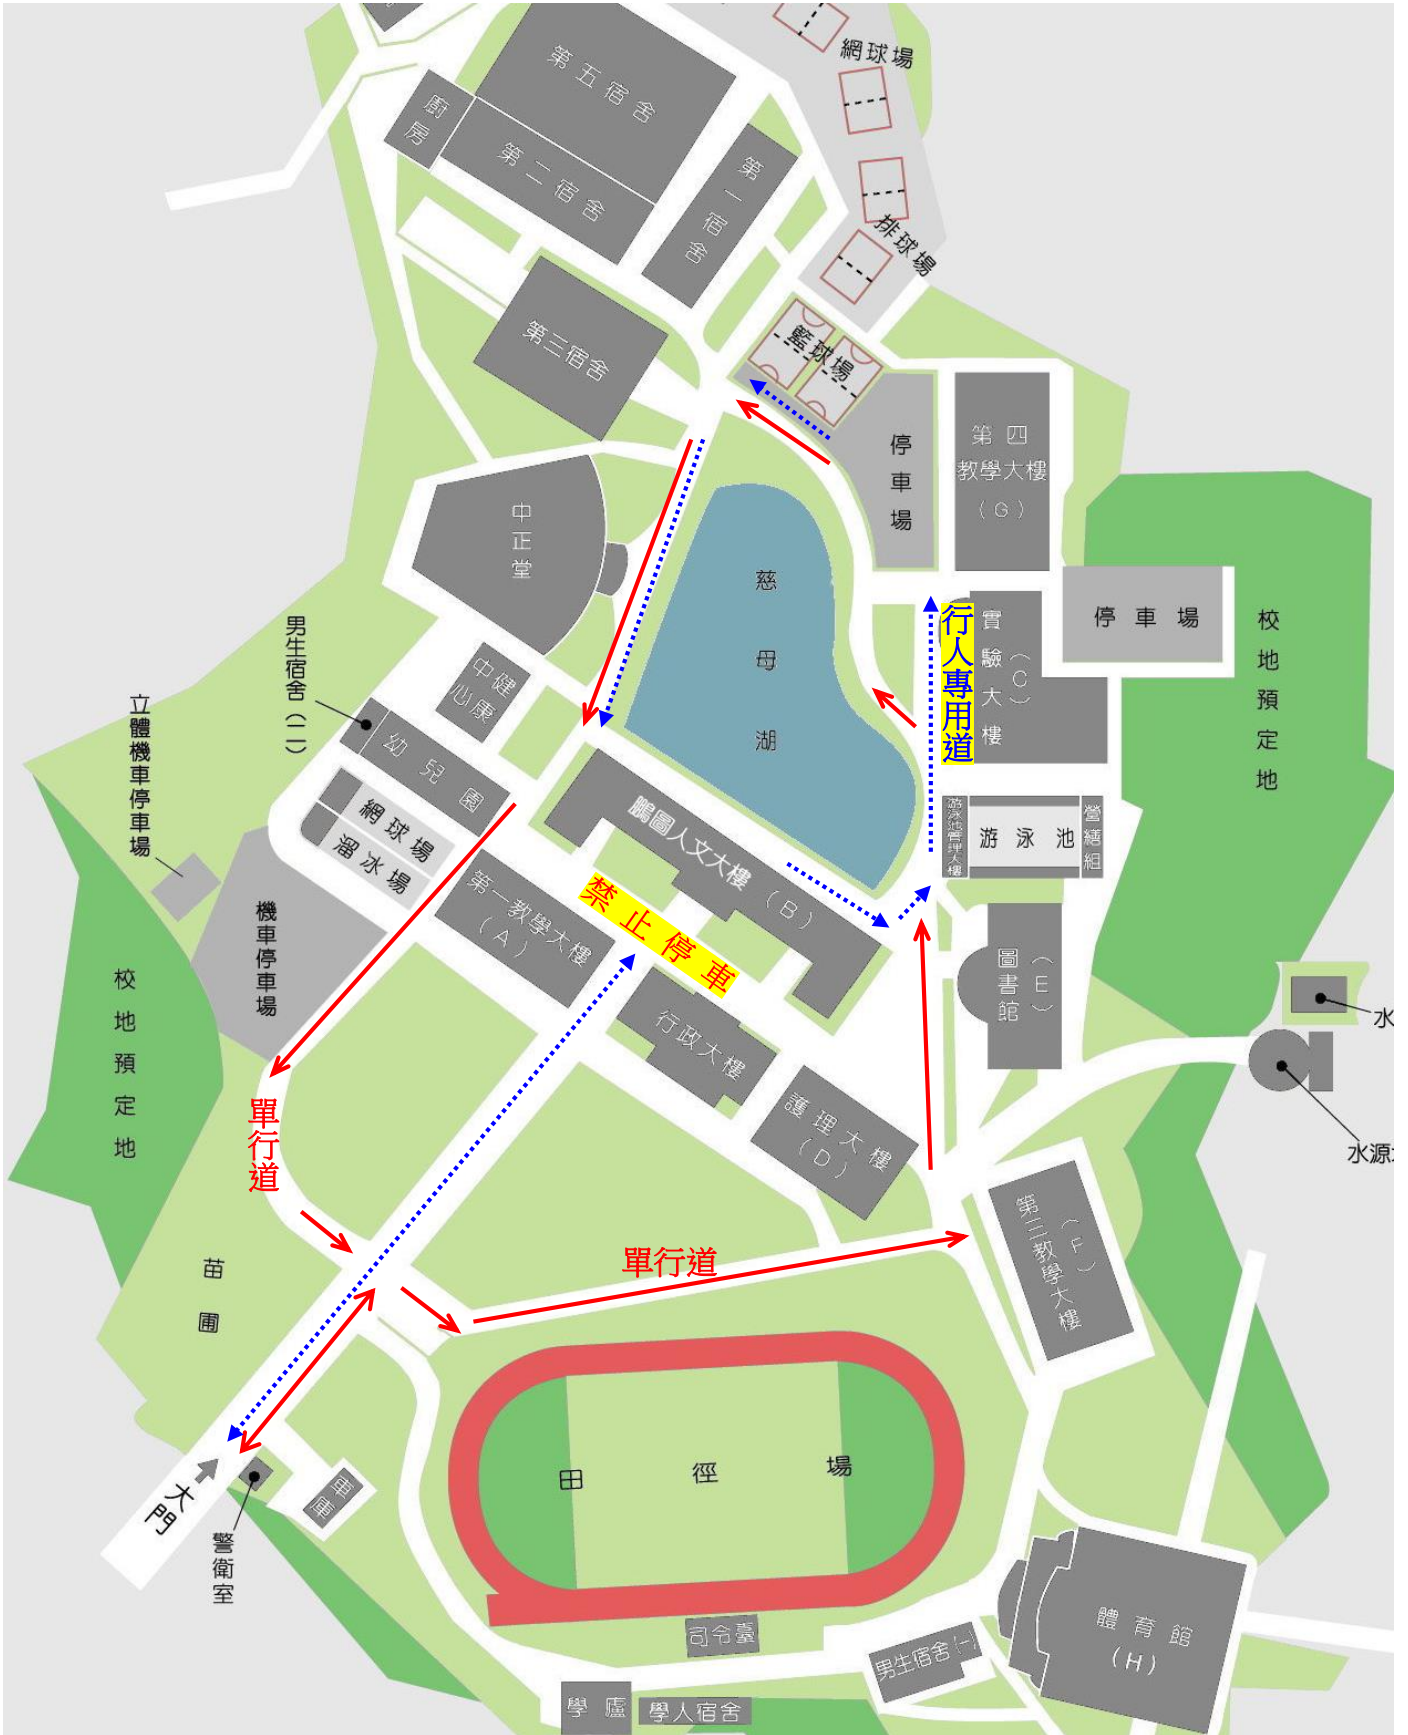 網球場
第五宿舍
廚房
第二宿舍
第一宿舍
排球場
第三宿舍
籃球場
停車場
第四
教學大樓
(G)
中正堂
慈母湖
行人專用道
實驗大樓
(C)
停車場
校地預定地
男生宿舍(二)
健康
中心
立體機車停車場
幼兒園
網球場
溜冰場
鵬圖人文大樓(B)
游泳池管理大樓
游泳池
營繕組
第一教學大樓
(A)
禁止停車
機車停車場
圖書館
(E)
校地預定地
行政大樓
水
單行道
護理大樓
(D)
水源
第三教學大樓
(F)
苗圃
單行道
田徑場
大門
車庫
警衛室
司令臺
體育館
(H)
男生宿舍(一)
學廬
學人宿舍